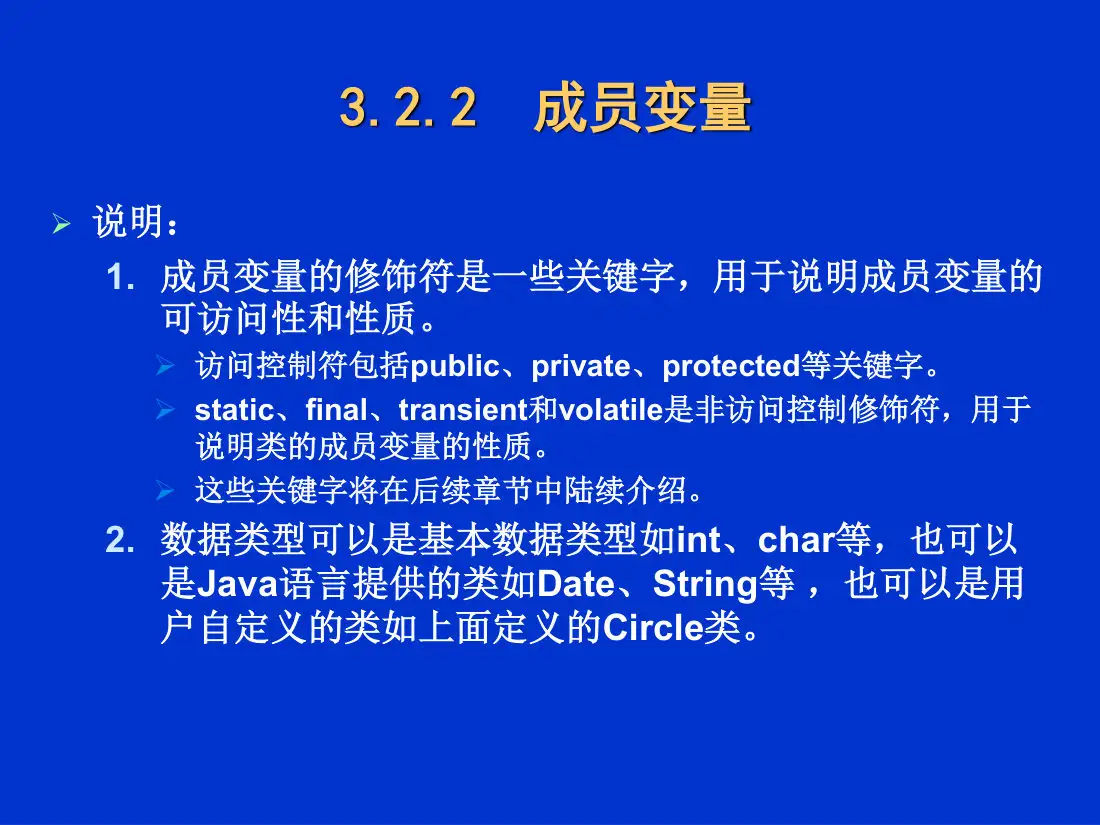 3.2.2 成员变量
说明：
1. 成员变量的修饰符是一些关键字，用于说明成员变量的
可访问性和性质。
访问控制符包括public、private、protected等关键字。
static、final、transient和volatile是非访问控制修饰符，用于
说明类的成员变量的性质。
这些关键字将在后续章节中陆续介绍。
2. 数据类型可以是基本数据类型如int、char等，也可以
是Java语言提供的类如Date、String等 ，也可以是用
户自定义的类如上面定义的Circle类。